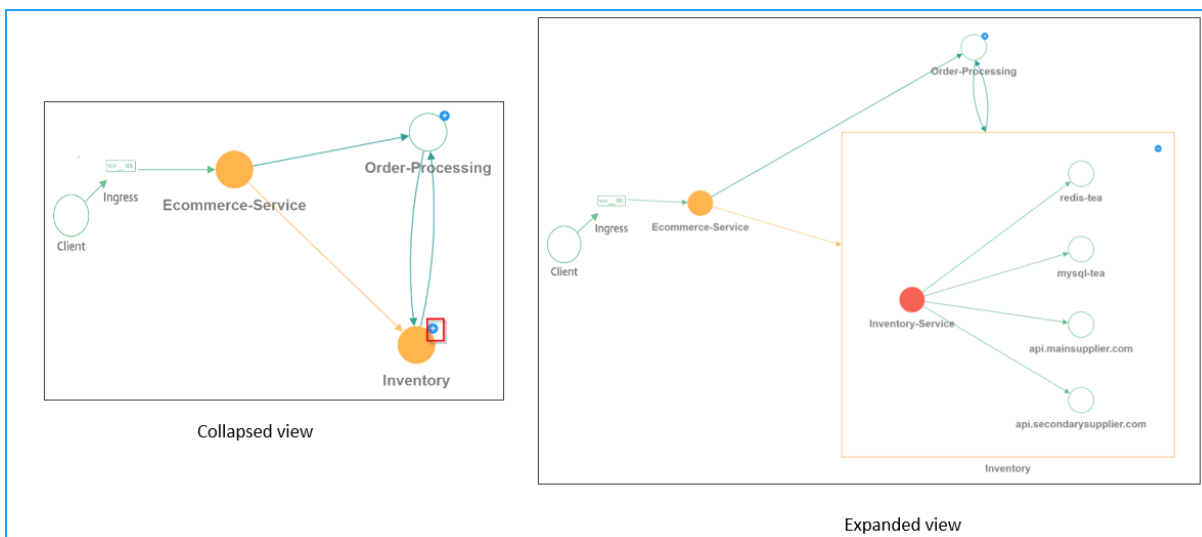 Order-Processing
Ecommerce-Service
Ingress
Client
Inventory
Collapsed view
Order-Processing
redis-tea
Ecommerce-Service
Ingress
Client
mysql-tea
Inventory-Service
api.mainsupplier.com
api.secondarysupplier.com
Inventory
Expanded view